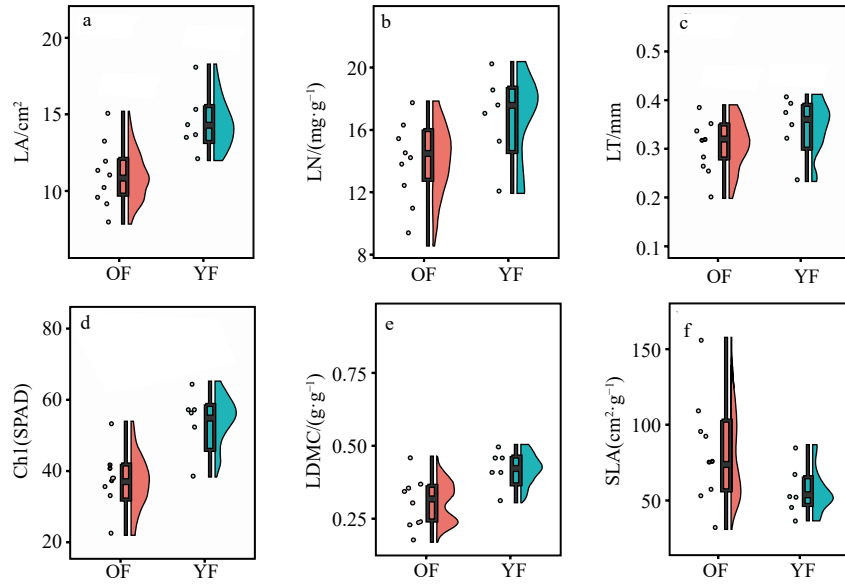 a
LA/cm²
20
15
10
OF
YF
b
LN/(mg·g⁻¹)
20
16
12
8
OF
YF
c
LT/mm
0.5
0.4
0.3
0.2
0.1
OF
YF
d
Ch1(SPAD)
80
60
40
20
OF
YF
e
LDMC/(g·g⁻¹)
0.75
0.50
0.25
OF
YF
f
SLA(cm²·g⁻¹)
150
100
50
OF
YF